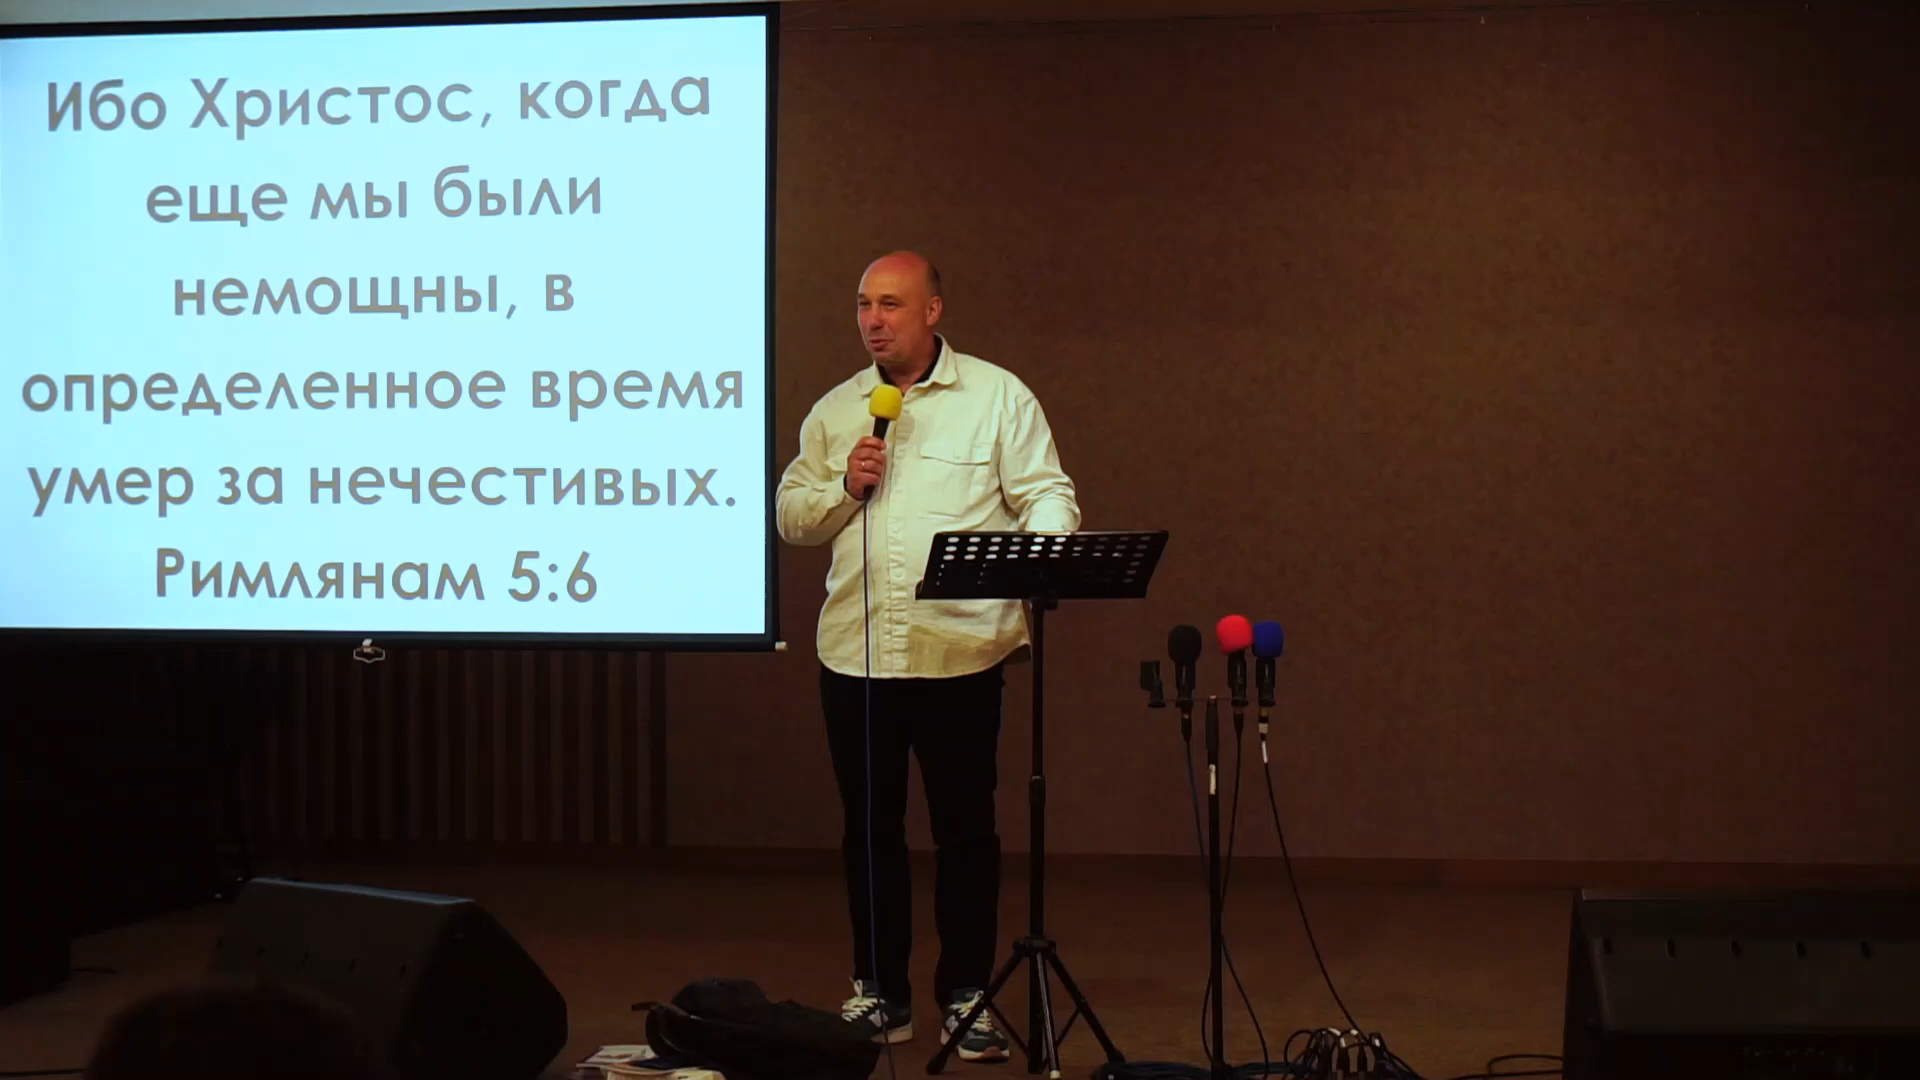 Ибо Христос, когда
еще мы были
немощны, в
определенное время
умер за нечестивых.
Римлянам 5:6